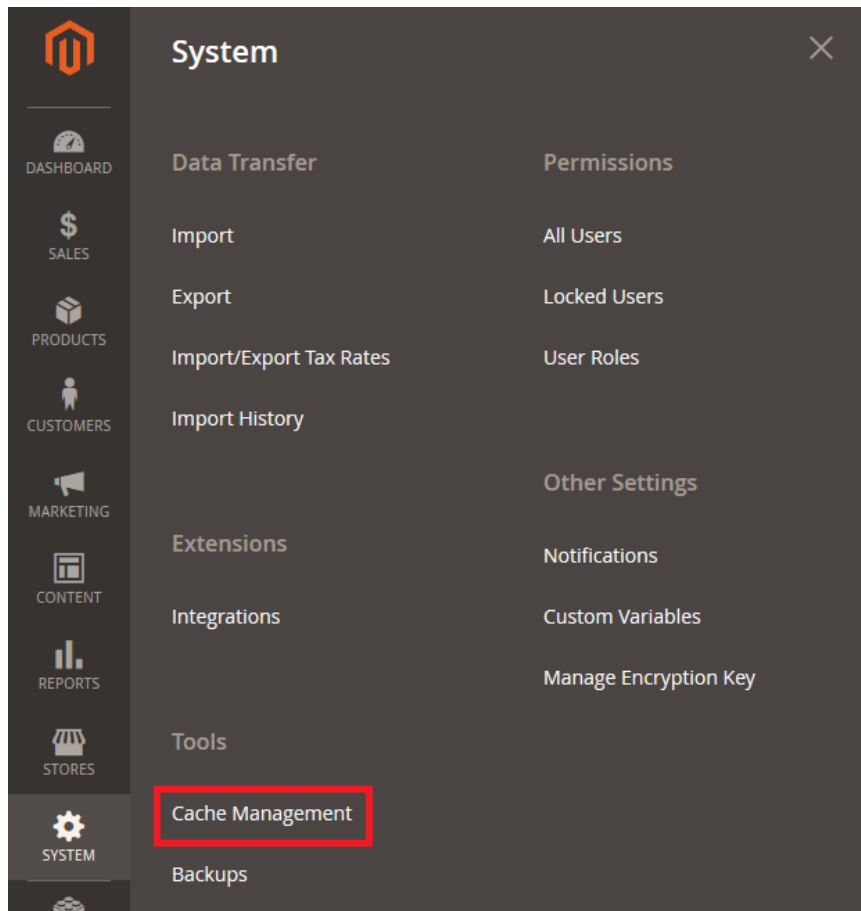 System
DASHBOARD
SALES
PRODUCTS
CUSTOMERS
MARKETING
CONTENT
REPORTS
STORES
SYSTEM
Data Transfer
Import
Export
Import/Export Tax Rates
Import History
Extensions
Integrations
Tools
Cache Management
Backups
Permissions
All Users
Locked Users
User Roles
Other Settings
Notifications
Custom Variables
Manage Encryption Key